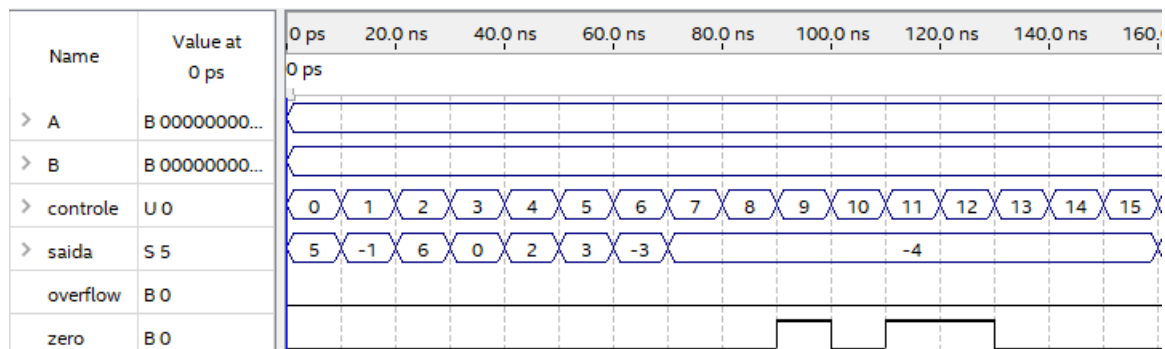 Name
Value at
0 ps
0 ps 20.0 ns 40.0 ns 60.0 ns 80.0 ns 100.0 ns 120.0 ns 140.0 ns 160.
0 ps
> A B 00000000...
> B B 00000000...
> controle U 0 0 1 2 3 4 5 6 7 8 9 10 11 12 13 14 15
> saida S 5 5 -1 6 0 2 3 -3 -4
overflow B 0
zero B 0